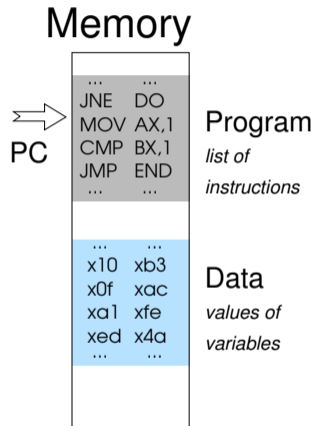 Memory
... ...
JNE DO
MOV AX,1
CMP BX,1
JMP END
... ...
PC
Program
list of
instructions
... ...
x10 xb3
x0f xac
xa1 xfe
xed x4a
... ...
Data
values of
variables